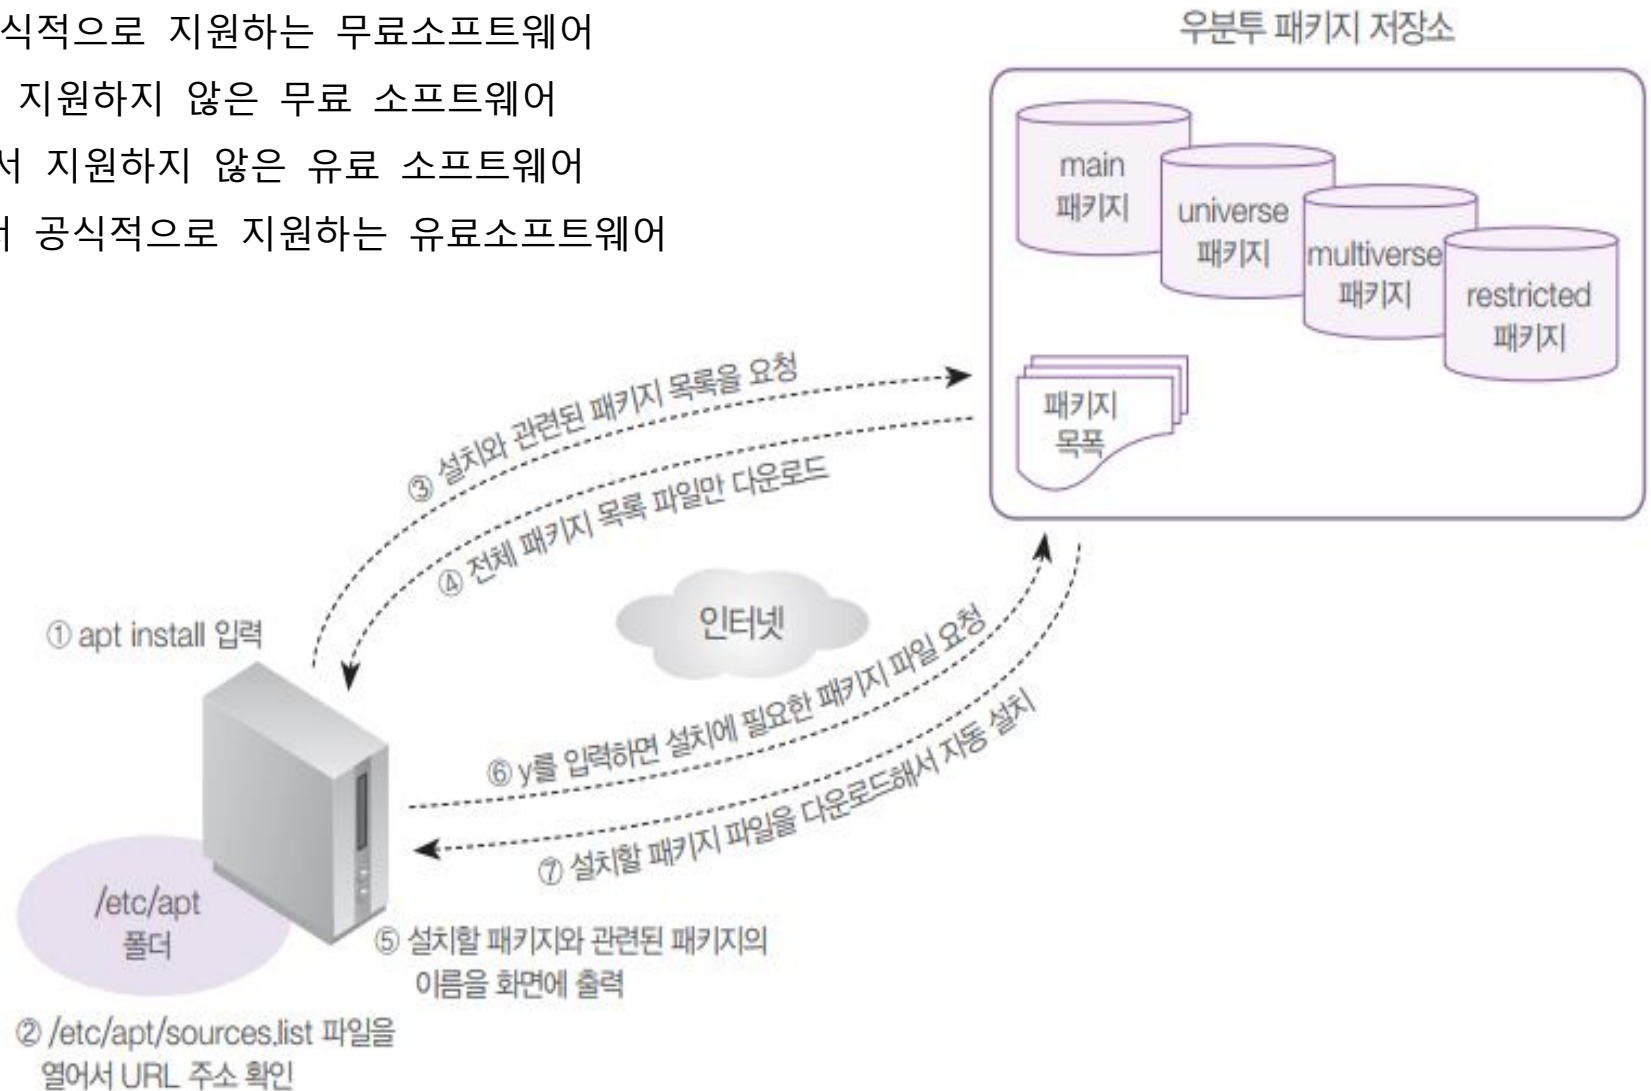 식적으로 지원하는 무료소프트웨어
지원하지 않은 무료 소프트웨어
서 지원하지 않은 유료 소프트웨어
공식적으로 지원하는 유료소프트웨어
우분투 패키지 저장소
main
패키지
universe
패키지
multiverse
패키지
restricted
패키지
패키지
목폭
③ 설치와 관련된 패키지 목록을 요청
④ 전체 패키지 목록 파일만 다운로드
인터넷
① apt install 입력
⑥ y를 입력하면 설치에 필요한 패키지 파일 요청
⑦ 설치할 패키지 파일을 다운로드해서 자동 설치
/etc/apt
폴더
⑤ 설치할 패키지와 관련된 패키지의
이름을 화면에 출력
② /etc/apt/sources.list 파일을
열어서 URL 주소 확인